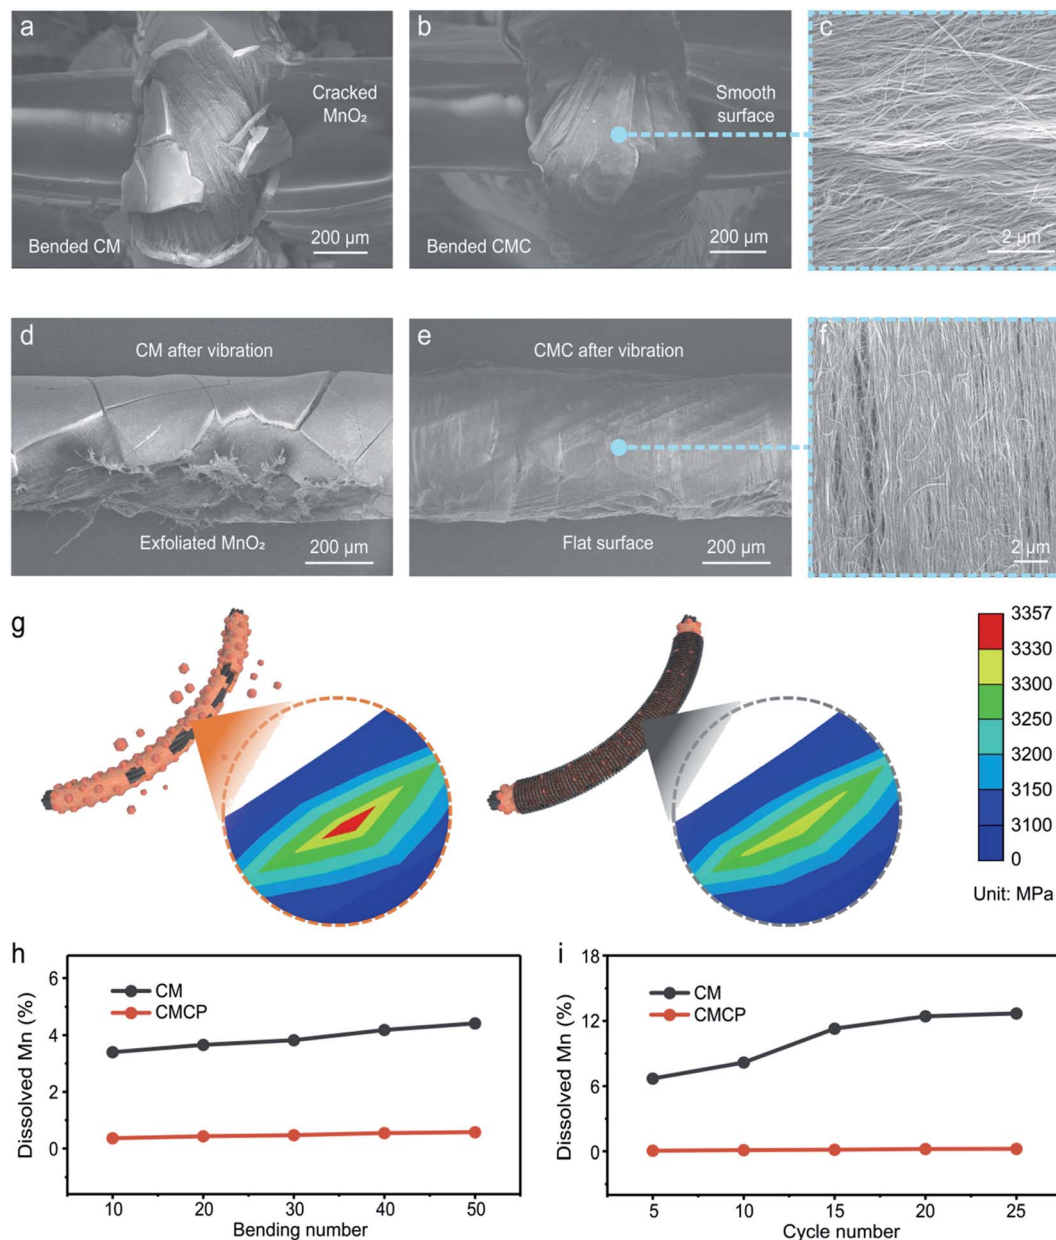 a
Cracked
MnO₂
Bended CM
200 µm
b
Smooth
surface
Bended CMC
200 µm
c
2 µm
d
CM after vibration
Exfoliated MnO₂
200 µm
e
CMC after vibration
Flat surface
200 µm
f
2 µm
g
3357
3330
3300
3250
3200
3150
3100
0
Unit: MPa
h
Dissolved Mn (%)
6
4
2
0
CM
CMCP
10 20 30 40 50
Bending number
i
Dissolved Mn (%)
18
12
6
0
CM
CMCP
5 10 15 20 25
Cycle number